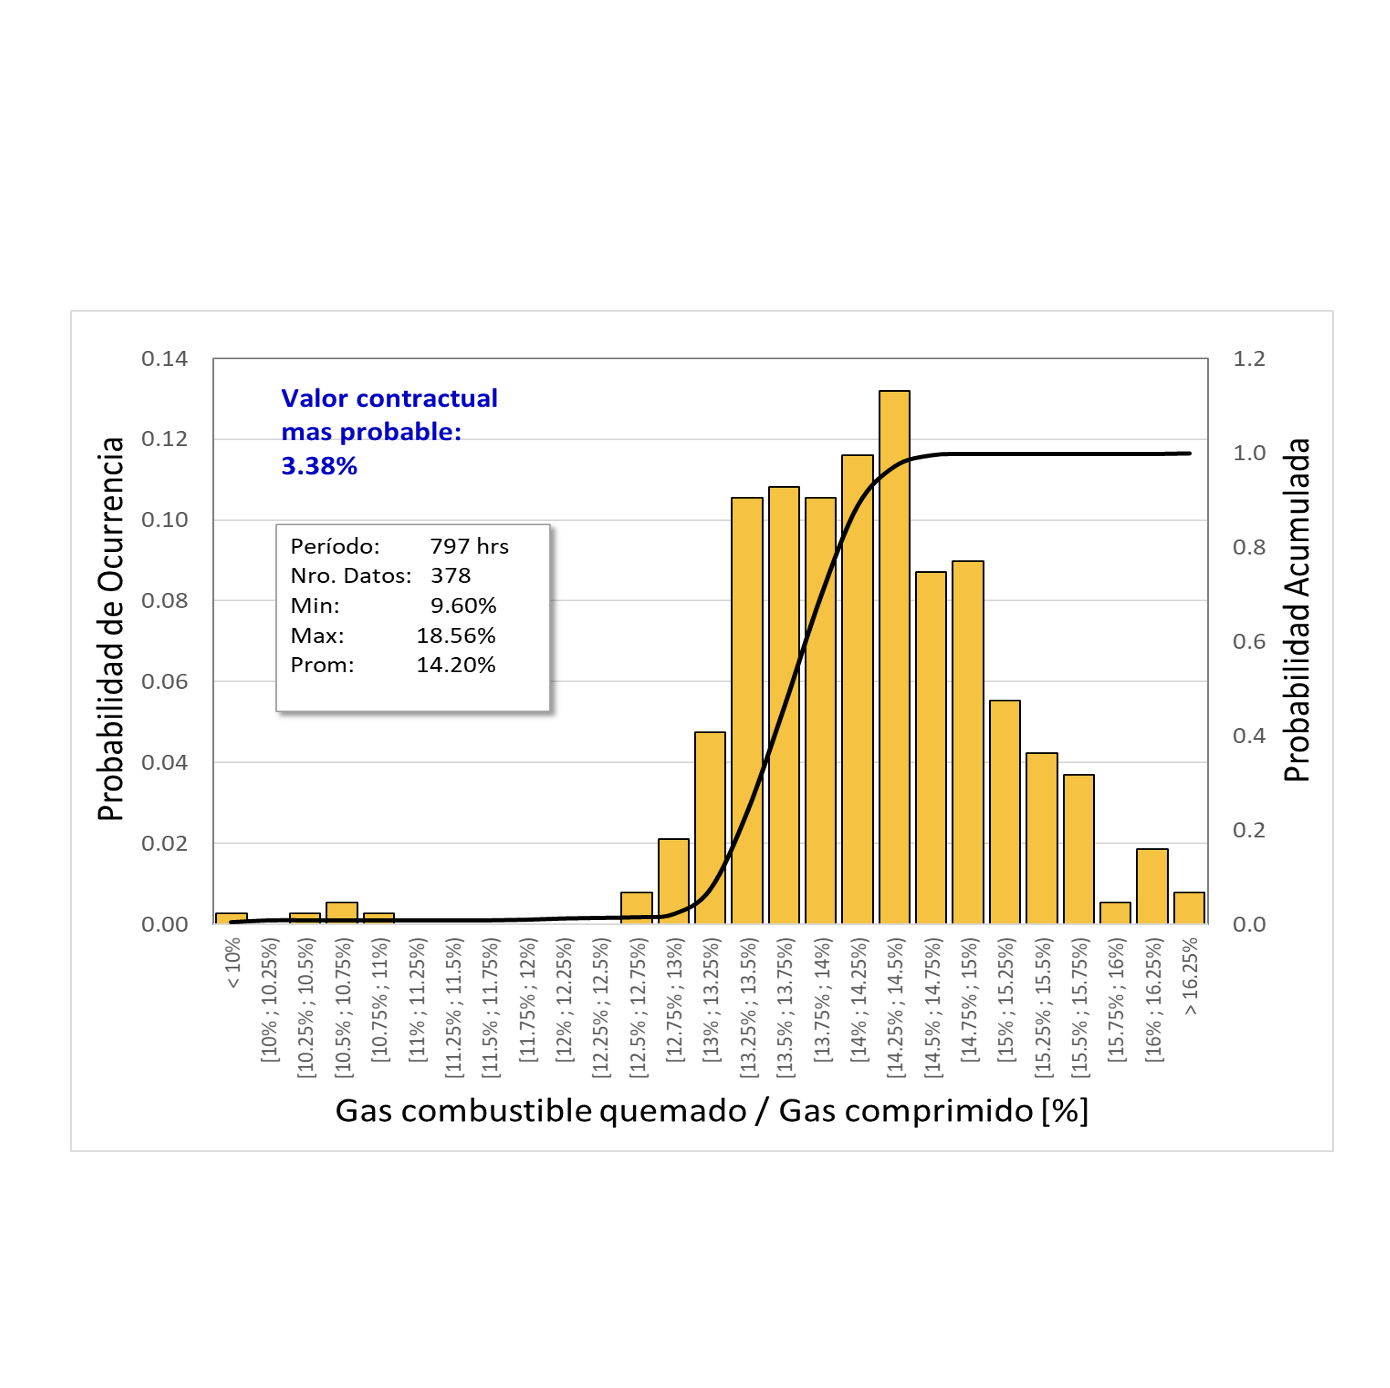 Valor contractual
mas probable:
3.38%
Período: 797 hrs
Nro. Datos: 378
Min: 9.60%
Max: 18.56%
Prom: 14.20%
Probabilidad de Ocurrencia
0.14
0.12
0.10
0.08
0.06
0.04
0.02
0.00
1.2
1.0
0.8
0.6
0.4
0.2
0.0
Probabilidad Acumulada
< 10%
[10% ; 10.25%)
[10.25% ; 10.5%)
[10.5% ; 10.75%)
[10.75% ; 11%)
[11% ; 11.25%)
[11.25% ; 11.5%)
[11.5% ; 11.75%)
[11.75% ; 12%)
[12% ; 12.25%)
[12.25% ; 12.5%)
[12.5% ; 12.75%)
[12.75% ; 13%)
[13% ; 13.25%)
[13.25% ; 13.5%)
[13.5% ; 13.75%)
[13.75% ; 14%)
[14% ; 14.25%)
[14.25% ; 14.5%)
[14.5% ; 14.75%)
[14.75% ; 15%)
[15% ; 15.25%)
[15.25% ; 15.5%)
[15.5% ; 15.75%)
[15.75% ; 16%)
[16% ; 16.25%)
> 16.25%
Gas combustible quemado / Gas comprimido [%]